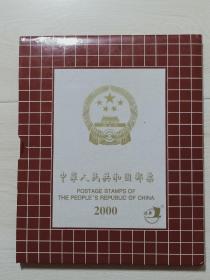 中华人民共和国邮票
POSTAGE STAMPS OF
THE PEOPLE'S REPUBLIC OF CHINA
2000